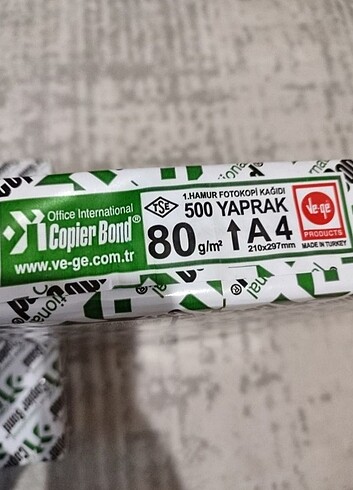 Office International
Copier Bond®
www.ve-ge.com.tr
TSE
1.HAMUR FOTOKOPİ KAĞIDI
500 YAPRAK
80 g/m² ↑ A4
210x297mm
ve-ge
PRODUCTS
MADE IN TURKEY